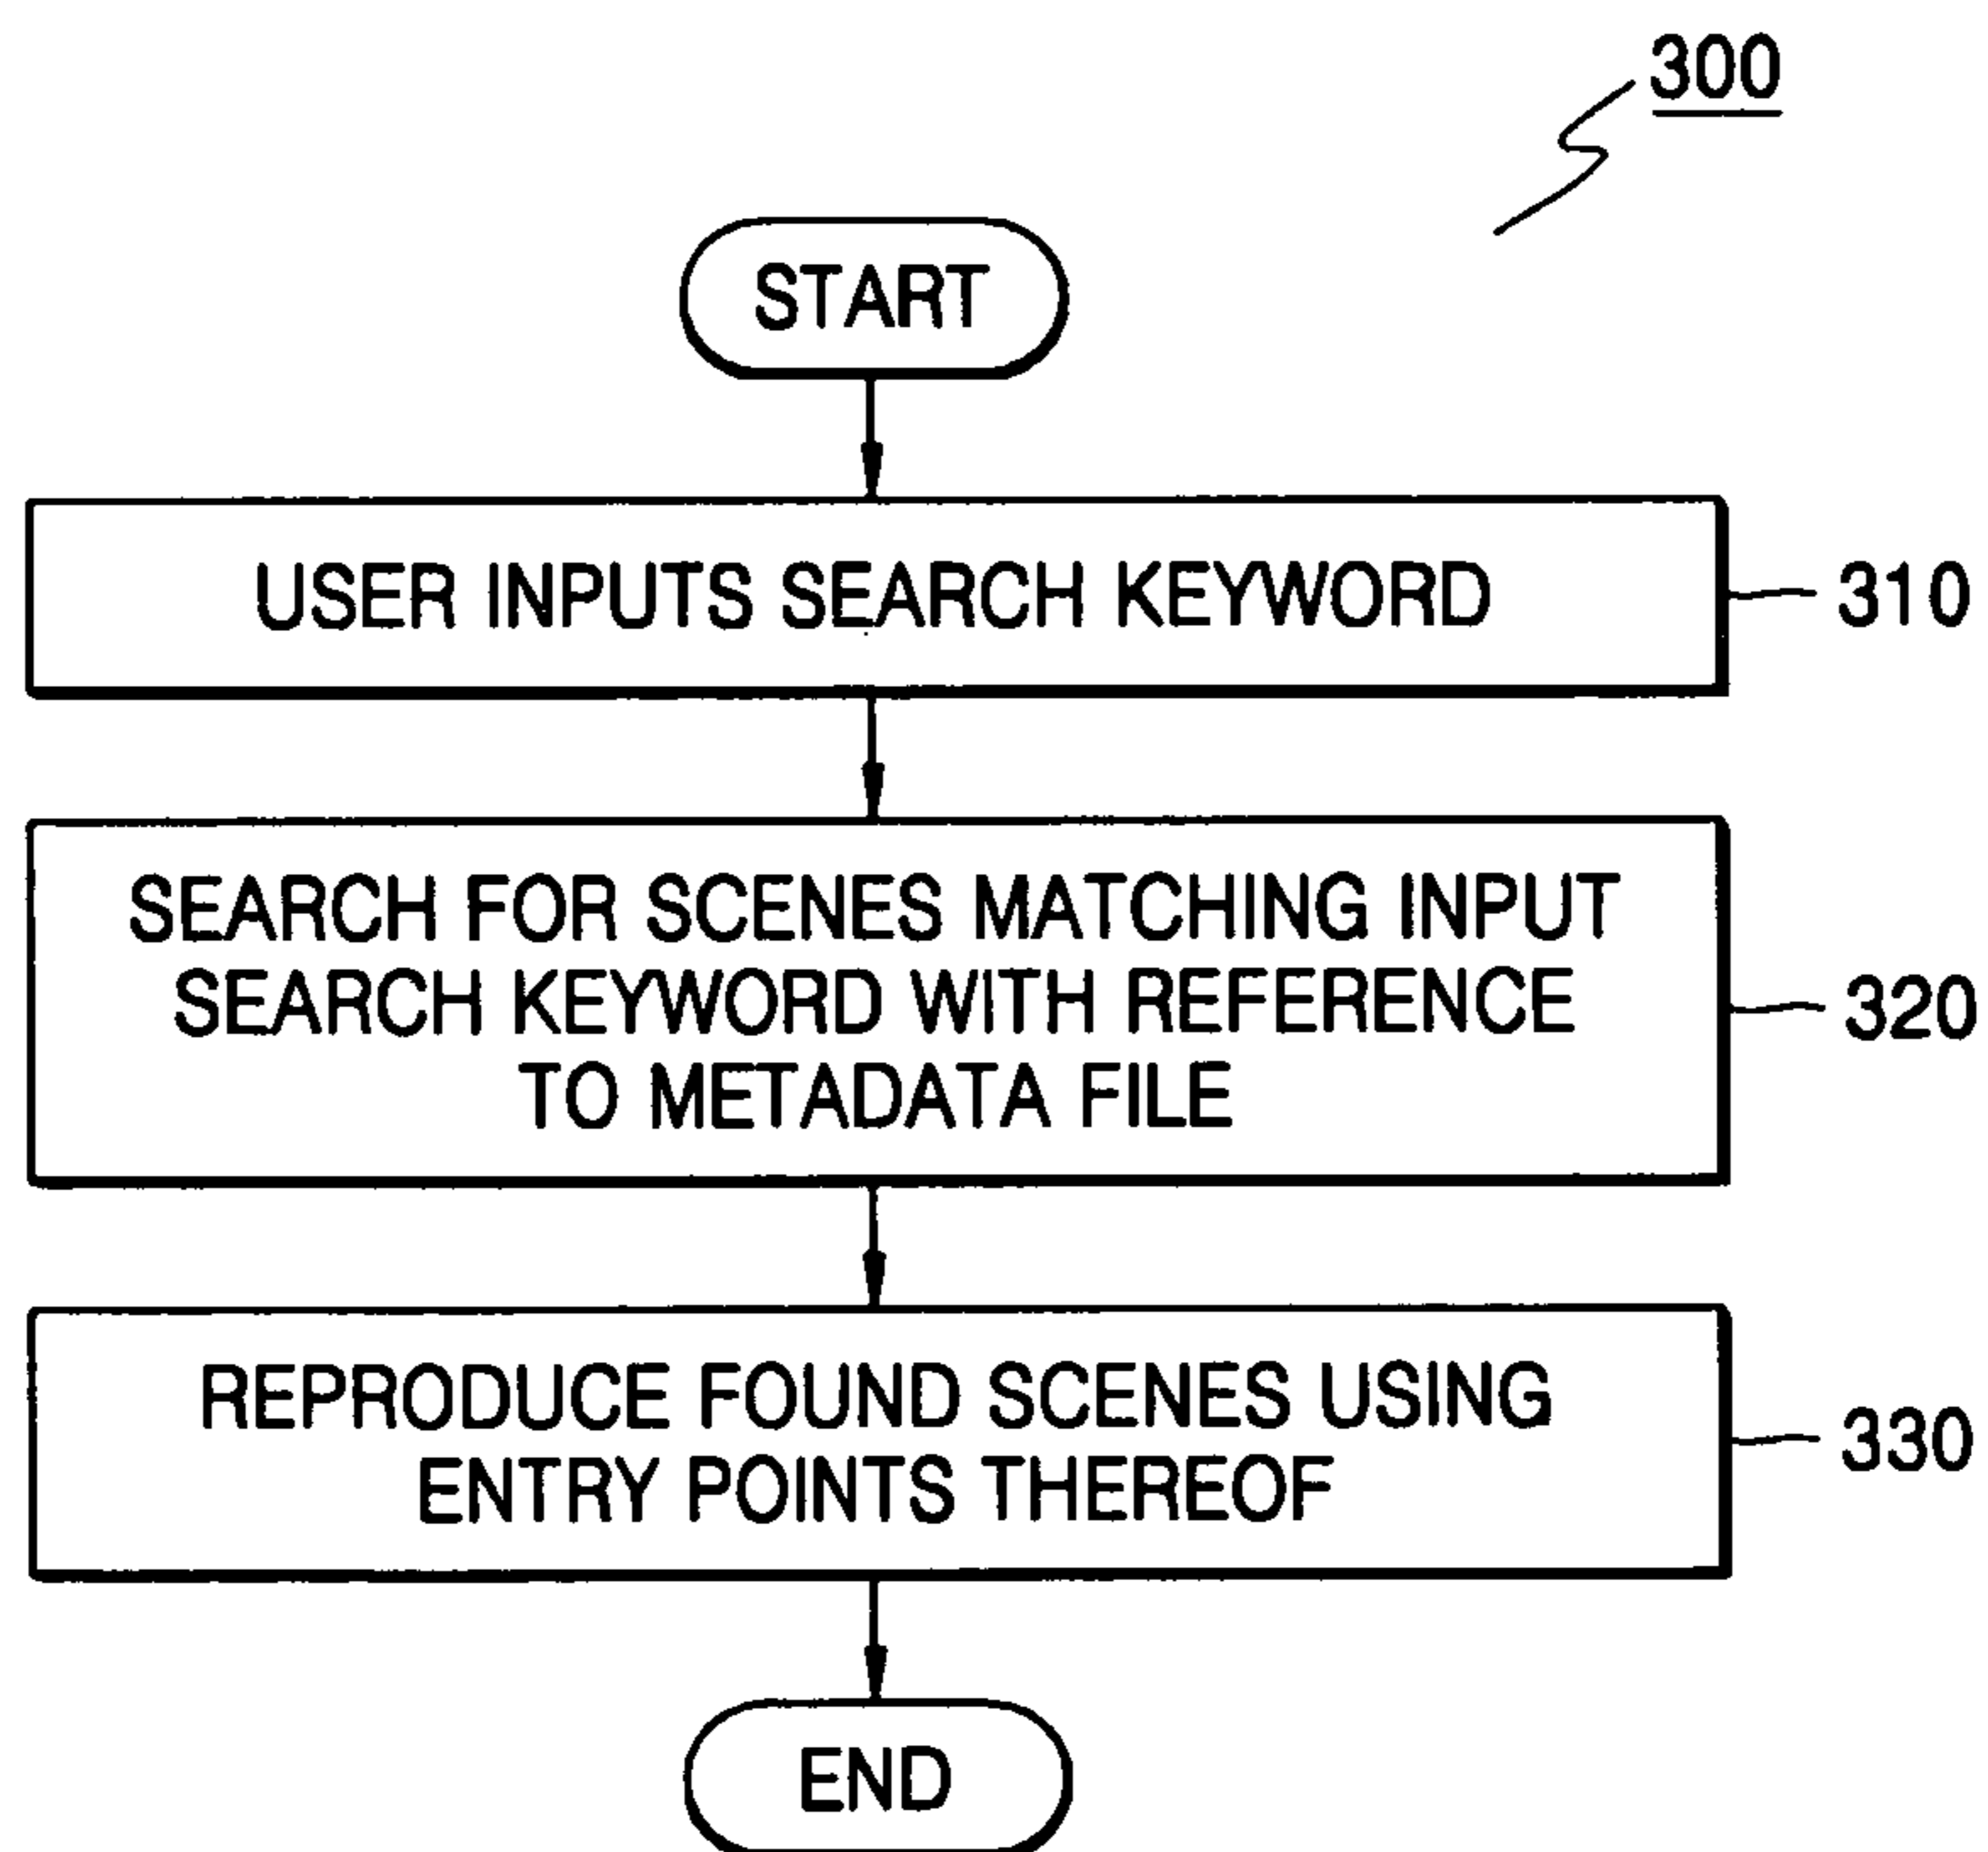 300
START
USER INPUTS SEARCH KEYWORD
310
SEARCH FOR SCENES MATCHING INPUT
SEARCH KEYWORD WITH REFERENCE
TO METADATA FILE
320
REPRODUCE FOUND SCENES USING
ENTRY POINTS THEREOF
330
END